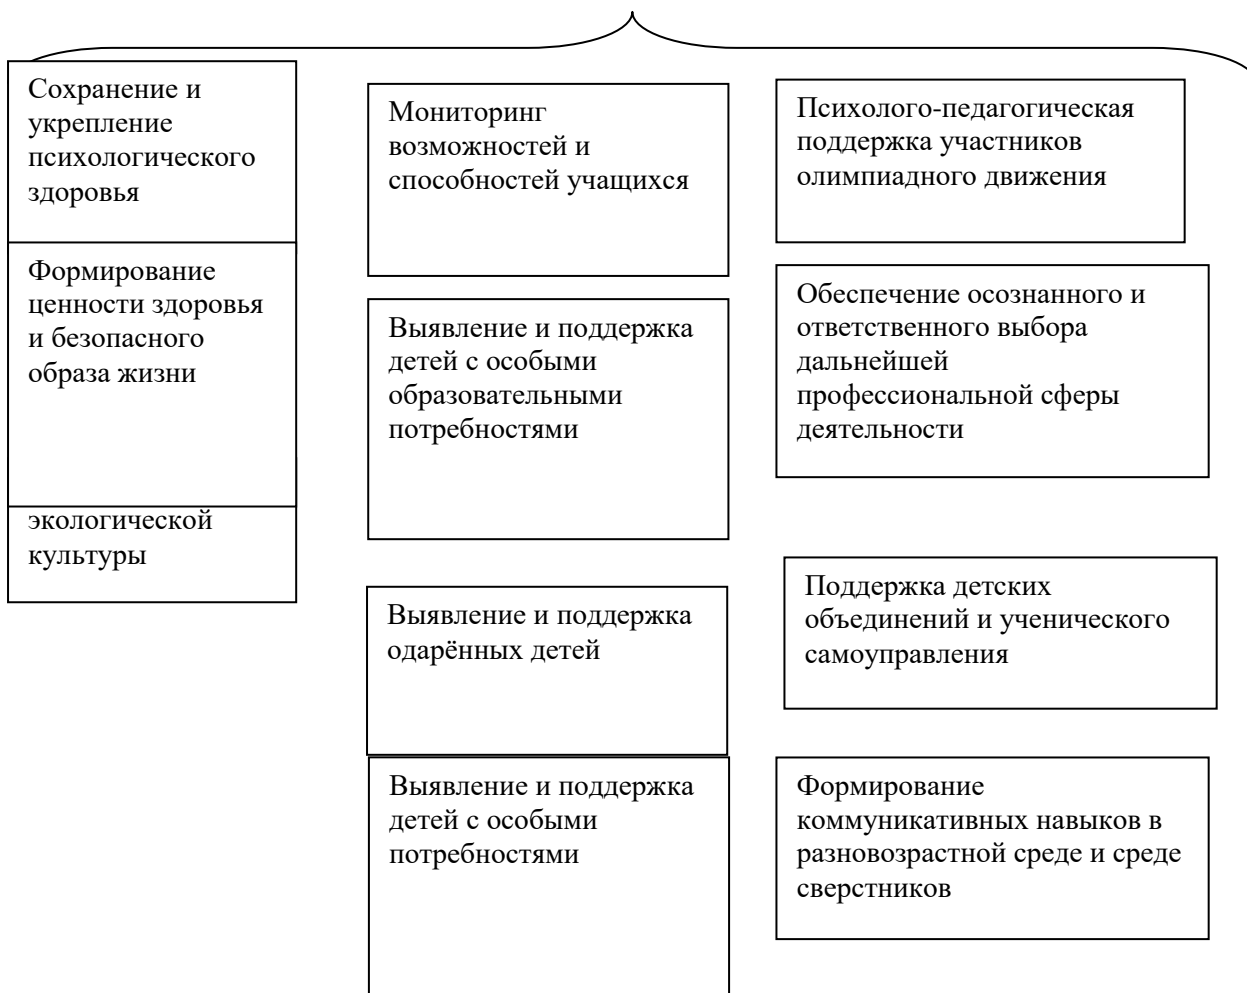 Сохранение и
укрепление
психологического
здоровья
Формирование
ценности здоровья
и безопасного
образа жизни
экологической
культуры
Мониторинг
возможностей и
способностей учащихся
Выявление и поддержка
детей с особыми
образовательными
потребностями
Выявление и поддержка
одарённых детей
Выявление и поддержка
детей с особыми
потребностями
Психолого-педагогическая
поддержка участников
олимпиадного движения
Обеспечение осознанного и
ответственного выбора
дальнейшей
профессиональной сферы
деятельности
Поддержка детских
объединений и ученического
самоуправления
Формирование
коммуникативных навыков в
разновозрастной среде и среде
сверстников